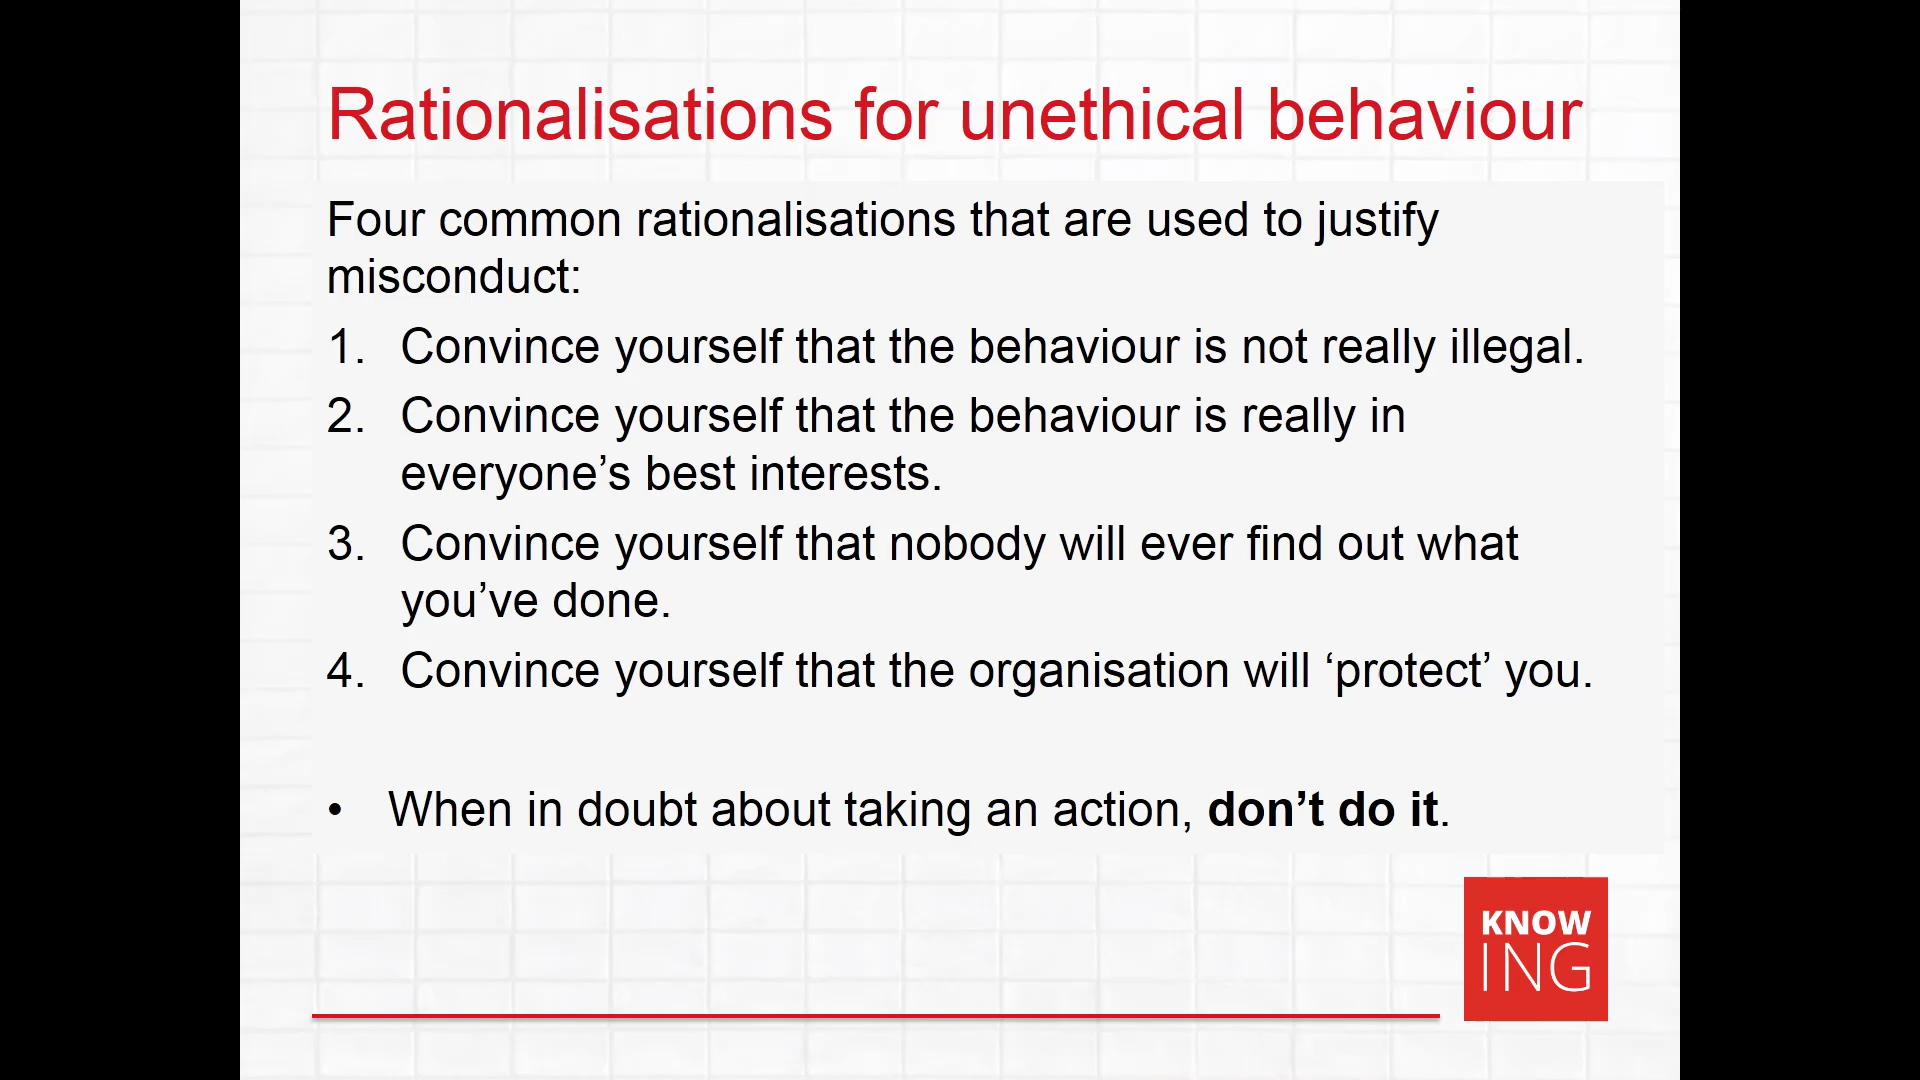 Rationalisations for unethical behaviour
Four common rationalisations that are used to justify
misconduct:
1. Convince yourself that the behaviour is not really illegal.
2. Convince yourself that the behaviour is really in
everyone’s best interests.
3. Convince yourself that nobody will ever find out what
you’ve done.
4. Convince yourself that the organisation will ‘protect’ you.
• When in doubt about taking an action, don’t do it.
KNOW
ING